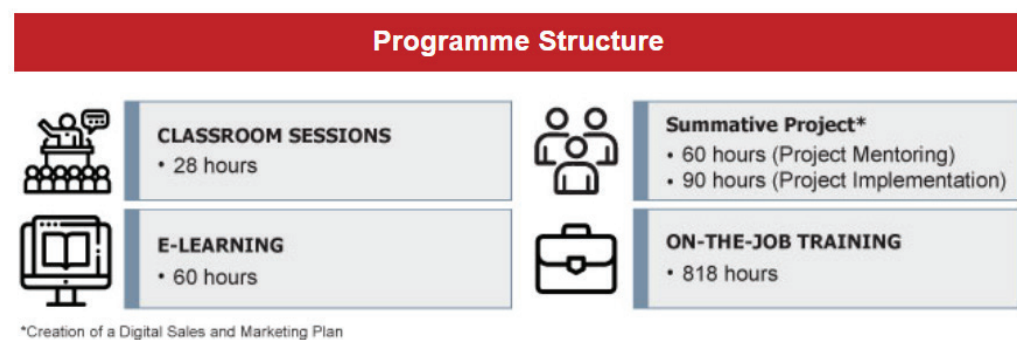 Programme Structure
CLASSROOM SESSIONS
• 28 hours
Summative Project*
• 60 hours (Project Mentoring)
• 90 hours (Project Implementation)
E-LEARNING
• 60 hours
ON-THE-JOB TRAINING
• 818 hours
*Creation of a Digital Sales and Marketing Plan